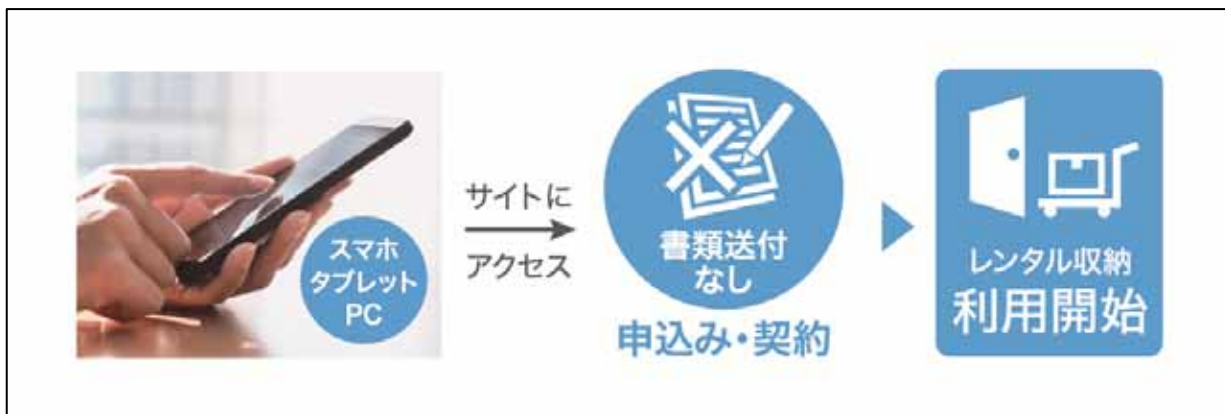 スマホ
タブレット
PC
サイトに
アクセス
書類送付
なし
申込み・契約
レンタル収納
利用開始